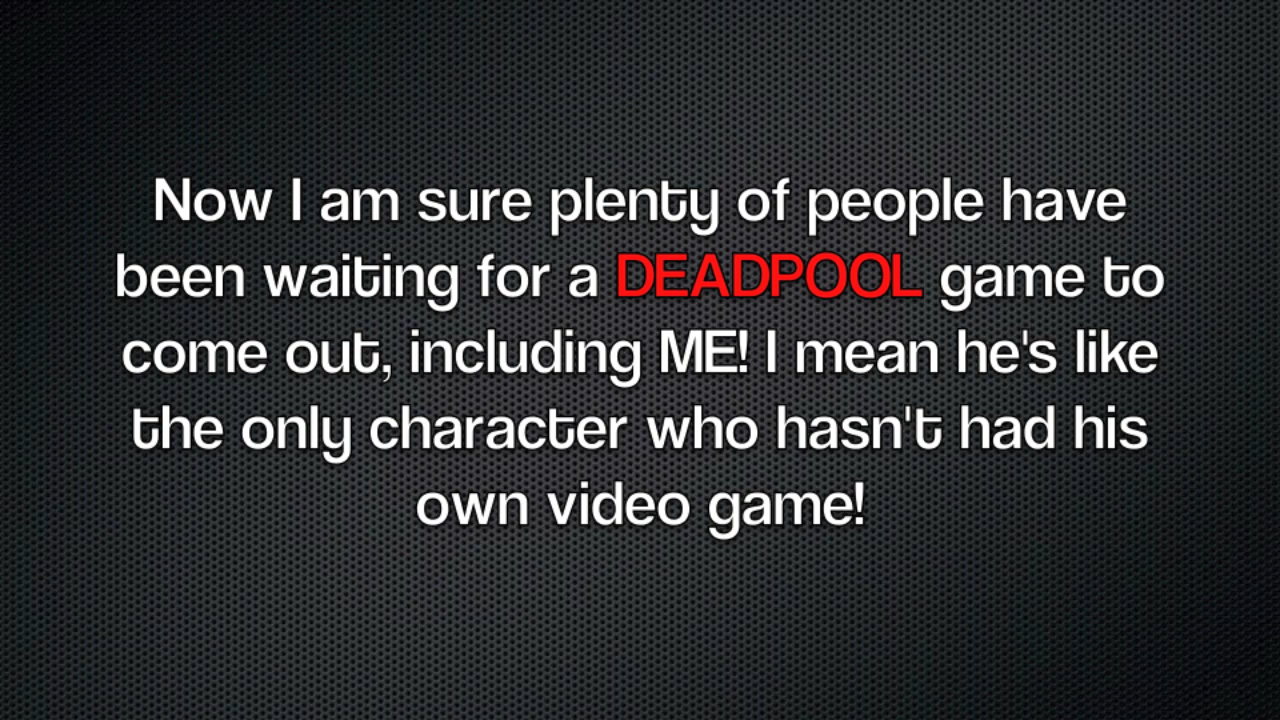 Now I am sure plenty of people have
been waiting for a DEADPOOL game to
come out, including ME! I mean he's like
the only character who hasn't had his
own video game!